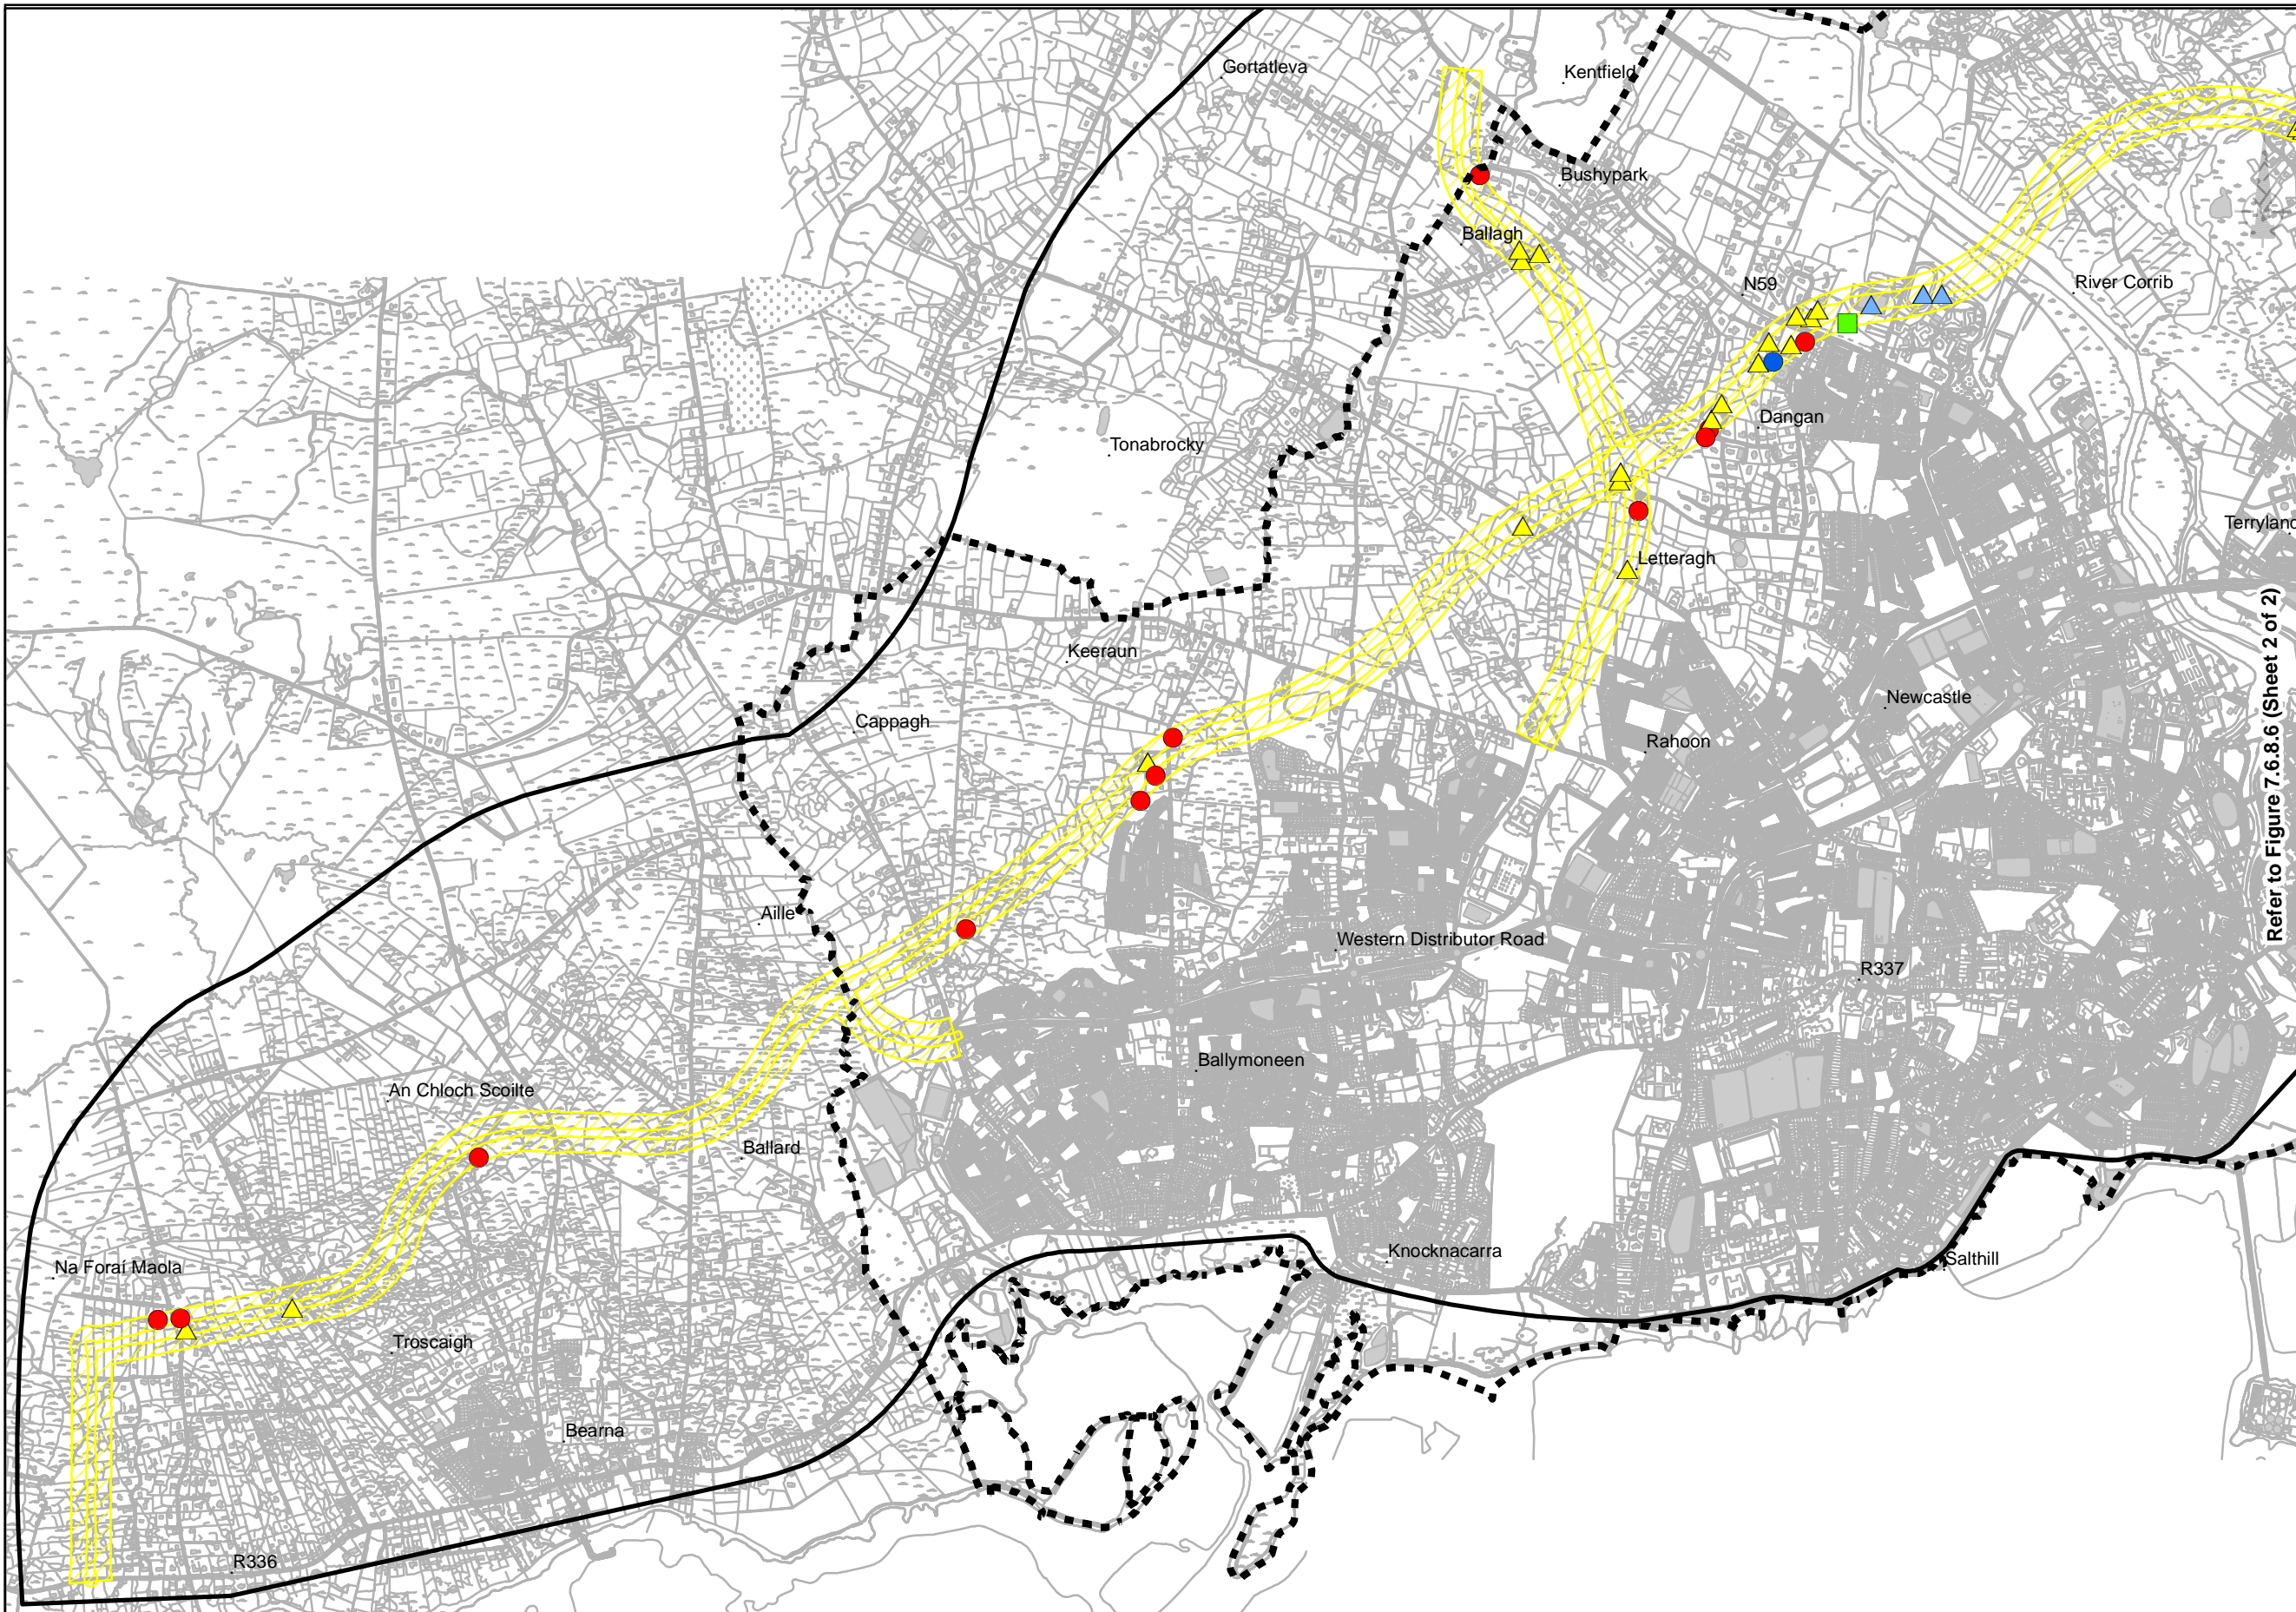 Gortatleva
Kentfield
Bushypark
Ballagh
N59
River Corrib
Tonabrocky
Dangan
Terryland
Letteragh
Keeraun
Newcastle
Cappagh
Rahoon
Refer to Figure 7.6.8.6 (Sheet 2 of 2)
Aille
Western Distributor Road
R337
Ballymoneen
An Chloch Scoilte
Ballard
Knocknacarra
Salthill
Na Foraí Maola
Troscaigh
Bearna
R336